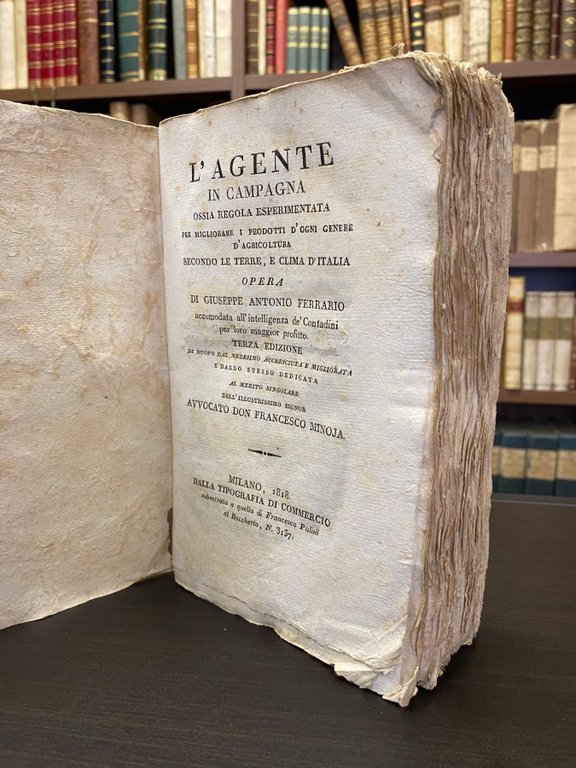 L'AGENTE
IN CAMPAGNA
OSSIA REGOLA ESPERIMENTATA
PER MIGLIORARE I PRODOTTI D'OGNI GENERE
D'AGRICOLTURA
SECONDO LE TERRE, E CLIMA D'ITALIA
OPERA
DI GIUSEPPE ANTONIO FERRARIO
accomodata all'intelligenza de' Contadini
per loro maggior profitto.
TERZA EDIZIONE
DI NUOVO DAL MEDESIMO ACCRESCIUTA E MIGLIORATA
E DALLO STESSO DEDICATA
AL MERITO SINGOLARE
DELL'ILLUSTRISSIMO SIGNOR
AVVOCATO DON FRANCESCO MINOJA
MILANO, 1818.
DALLA TIPOGRAFIA DI COMMERCIO
subentrata a quella di Francesco Pulini
al Bocchetto, N. 3137.